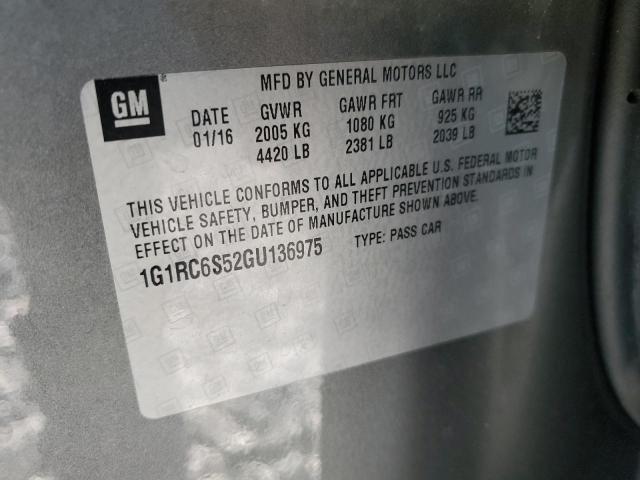 GM
MFD BY GENERAL MOTORS LLC
DATE GVWR GAWR FRT GAWR RR
01/16 2005 KG 1080 KG 925 KG
4420 LB 2381 LB 2039 LB
THIS VEHICLE CONFORMS TO ALL APPLICABLE U.S. FEDERAL MOTOR
VEHICLE SAFETY, BUMPER, AND THEFT PREVENTION STANDARDS IN
EFFECT ON THE DATE OF MANUFACTURE SHOWN ABOVE.
1G1RC6S52GU136975 TYPE: PASS CAR